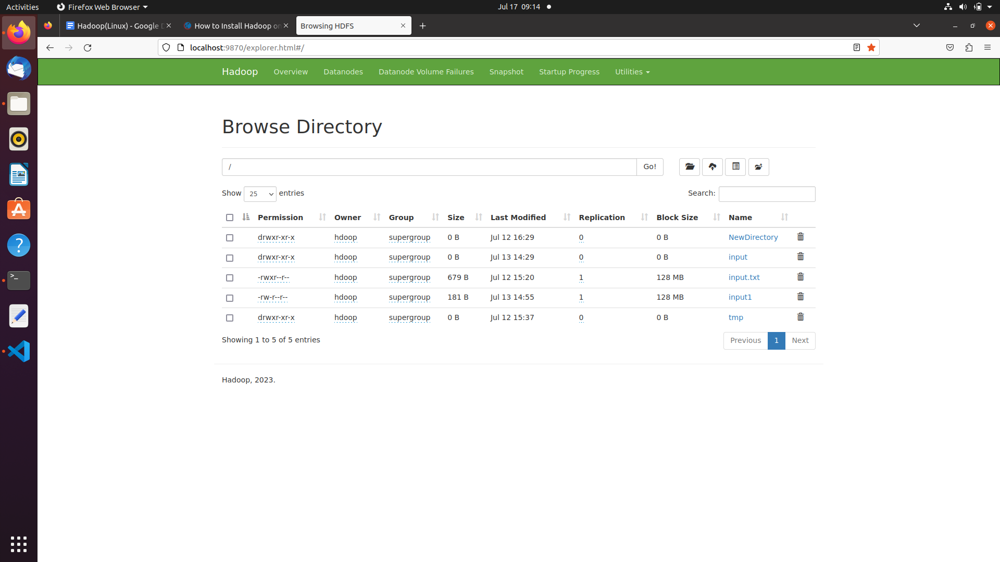 Activities Firefox Web Browser Jul 17 09:14
Hadoop(Linux) - Google D How to Install Hadoop on Browsing HDFS
localhost:9870/explorer.html#/
Hadoop Overview Datanodes Datanode Volume Failures Snapshot Startup Progress Utilities
Browse Directory
/ Go!
Show 25 entries Search:
Permission Owner Group Size Last Modified Replication Block Size Name
drwxr-xr-x hdoop supergroup 0 B Jul 12 16:29 0 0 B NewDirectory
drwxr-xr-x hdoop supergroup 0 B Jul 13 14:29 0 0 B input
-rwxr--r-- hdoop supergroup 679 B Jul 12 15:20 1 128 MB input.txt
-rw-r--r-- hdoop supergroup 181 B Jul 13 14:55 1 128 MB input1
drwxr-xr-x hdoop supergroup 0 B Jul 12 15:37 0 0 B tmp
Showing 1 to 5 of 5 entries Previous 1 Next
Hadoop, 2023.